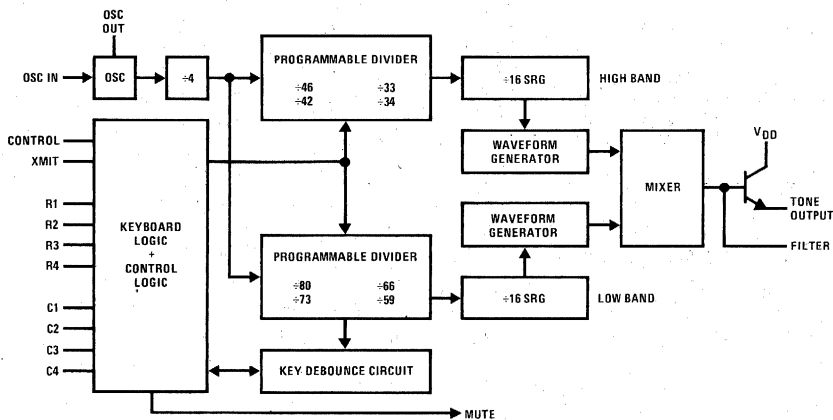 OSC
OUT
OSC IN
OSC
÷4
PROGRAMMABLE DIVIDER
÷46 ÷33
÷42 ÷34
÷16 SRG
HIGH BAND
CONTROL
XMIT
R1
R2
R3
R4
C1
C2
C3
C4
KEYBOARD
LOGIC
+
CONTROL
LOGIC
WAVEFORM
GENERATOR
WAVEFORM
GENERATOR
MIXER
VDD
TONE
OUTPUT
FILTER
PROGRAMMABLE DIVIDER
÷80 ÷66
÷73 ÷59
÷16 SRG
LOW BAND
KEY DEBOUNCE CIRCUIT
MUTE